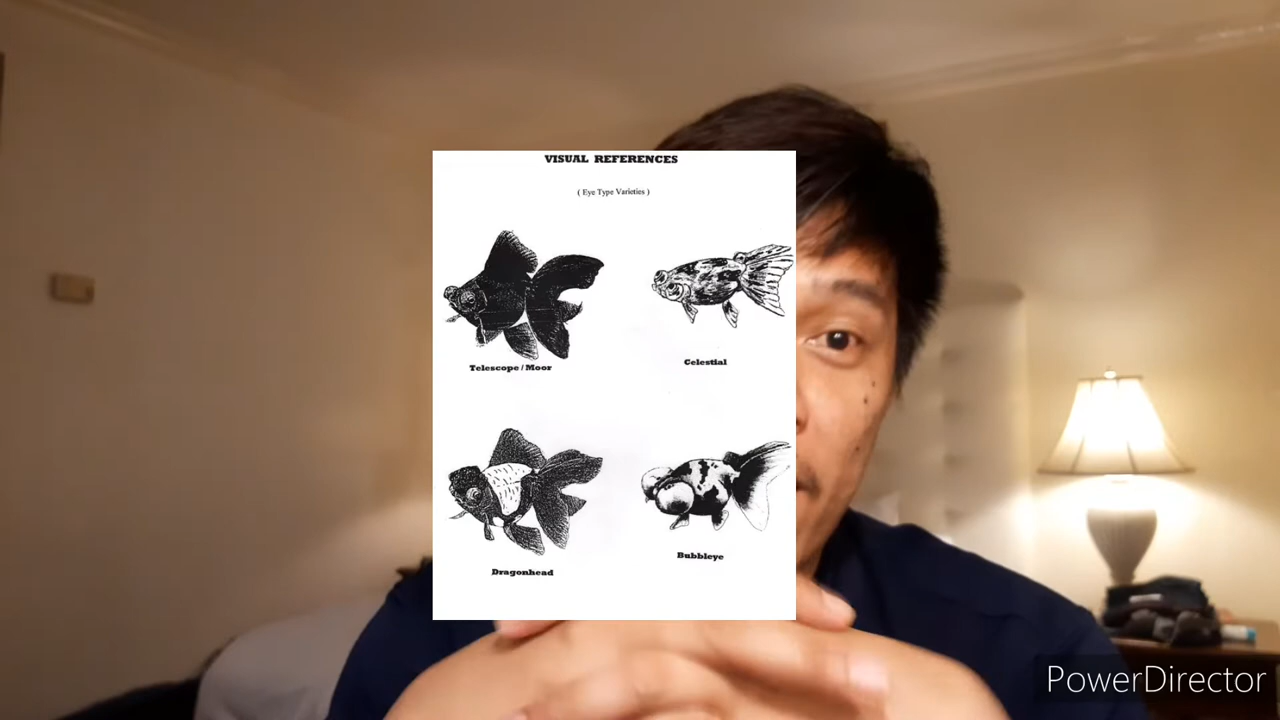 VISUAL REFERENCES
( Eye Type Varieties )
Telescope / Moor
Celestial
Dragonhead
Bubbleye
PowerDirector